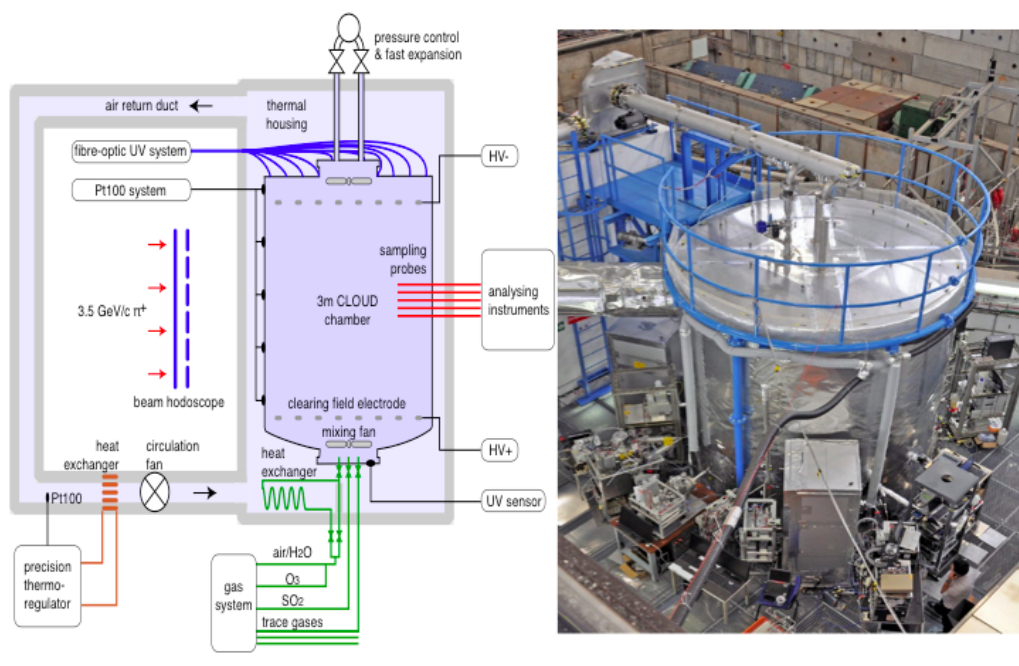 pressure control
& fast expansion
air return duct
thermal
housing
fibre-optic UV system
HV-
Pt100 system
sampling
probes
3m CLOUD
chamber
analysing
instruments
3.5 GeV/c π+
beam hodoscope
clearing field electrode
mixing fan
HV+
heat
exchanger
circulation
fan
heat
exchanger
Pt100
UV sensor
precision
thermo-
regulator
air/H2O
O3
SO2
trace gases
gas
system